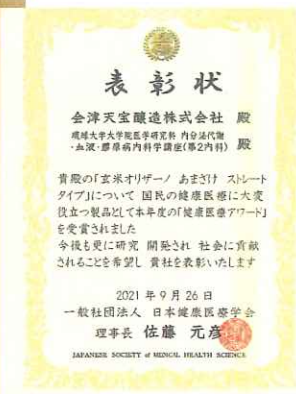 表彰状
会津天宝醸造株式会社 殿
琉球大学大学院医学研究科 内分泌代謝
・血液・膠原病内科学講座(第2内科) 殿
貴殿の「玄米オリザーノ あまざけ ストレート
タイプ」について 国民の健康医療に大変
役立つ製品として本年度の「健康医療アワード」
を受賞されました
今後も更に研究 開発され 社会に貢献
されることを希望し 貴社を表彰いたします
2021年9月26日
一般社団法人 日本健康医療学会
理事長 佐藤 元彦
JAPANESE SOCIETY of MEDICAL HEALTH SCIENCE